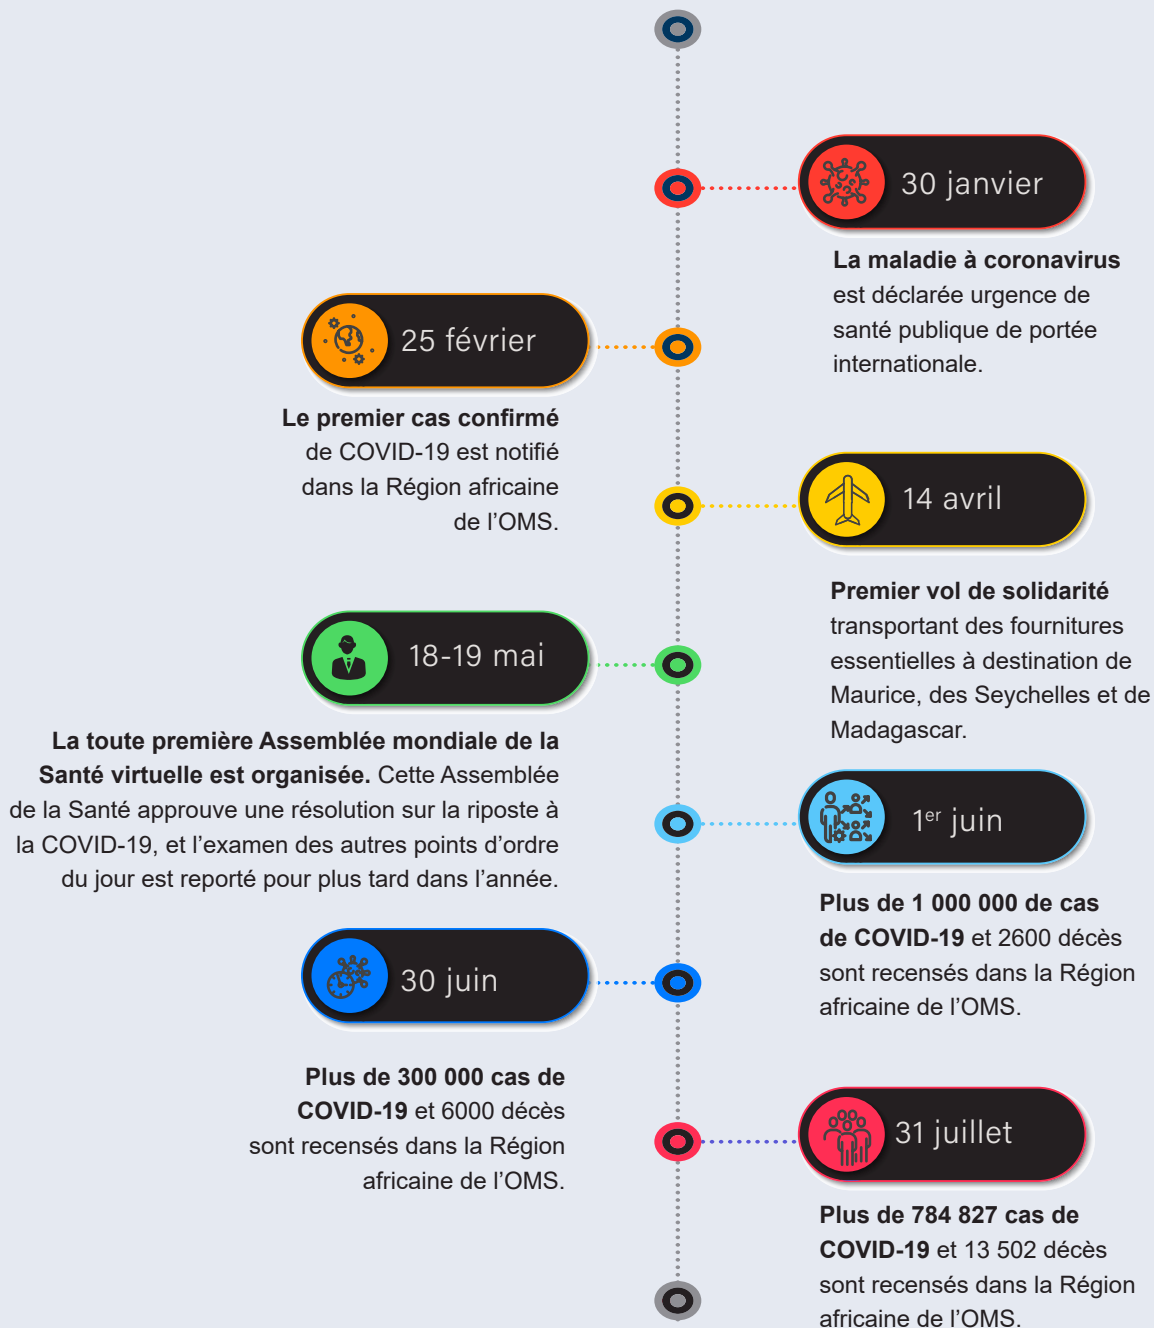 30 janvier
La maladie à coronavirus
est déclarée urgence de
santé publique de portée
internationale.
25 février
Le premier cas confirmé
de COVID-19 est notifié
dans la Région africaine
de l’OMS.
14 avril
Premier vol de solidarité
transportant des fournitures
essentielles à destination de
Maurice, des Seychelles et de
Madagascar.
18-19 mai
La toute première Assemblée mondiale de la
Santé virtuelle est organisée. Cette Assemblée
de la Santé approuve une résolution sur la riposte à
la COVID-19, et l’examen des autres points d’ordre
du jour est reporté pour plus tard dans l’année.
1er juin
Plus de 1 000 000 de cas
de COVID-19 et 2600 décès
sont recensés dans la Région
africaine de l’OMS.
30 juin
Plus de 300 000 cas de
COVID-19 et 6000 décès
sont recensés dans la Région
africaine de l’OMS.
31 juillet
Plus de 784 827 cas de
COVID-19 et 13 502 décès
sont recensés dans la Région
africaine de l’OMS.